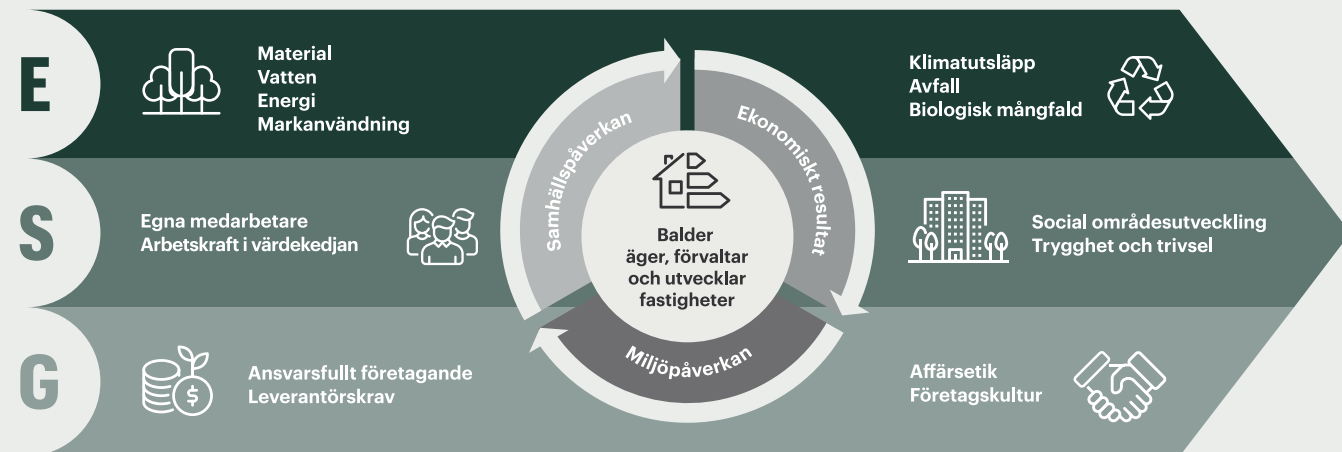 E
Material
Vatten
Energi
Markanvändning
Klimatutsläpp
Avfall
Biologisk mångfald
S
Egna medarbetare
Arbetskraft i värdekedjan
Samhällspåverkan
Ekonomiskt resultat
Miljöpåverkan
Balder
äger, förvaltar
och utvecklar
fastigheter
Social områdesutveckling
Trygghet och trivsel
G
Ansvarsfullt företagande
Leverantörskrav
$
Affärsetik
Företagskultur